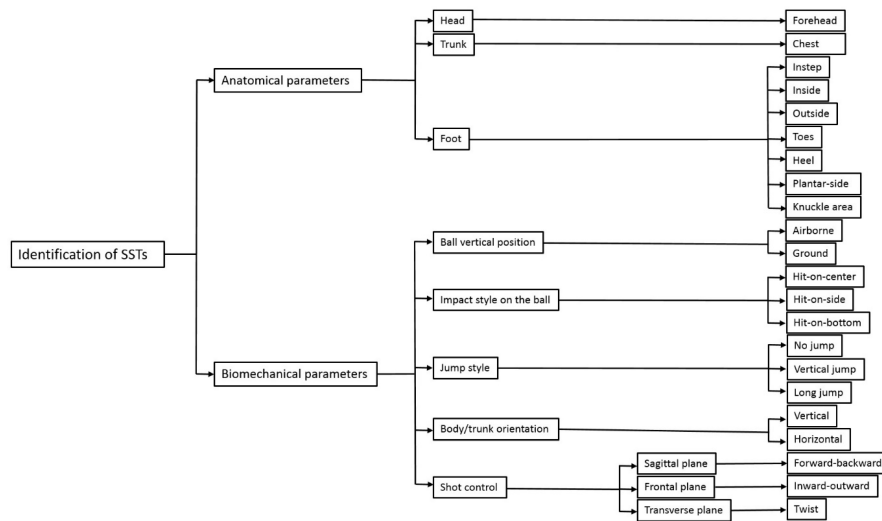 Head
Forehead
Trunk
Chest
Anatomical parameters
Instep
Inside
Outside
Foot
Toes
Heel
Plantar-side
Knuckle area
Identification of SSTs
Ball vertical position
Airborne
Ground
Impact style on the ball
Hit-on-center
Hit-on-side
Hit-on-bottom
Biomechanical parameters
Jump style
No jump
Vertical jump
Long jump
Body/trunk orientation
Vertical
Horizontal
Shot control
Sagittal plane
Forward-backward
Frontal plane
Inward-outward
Transverse plane
Twist